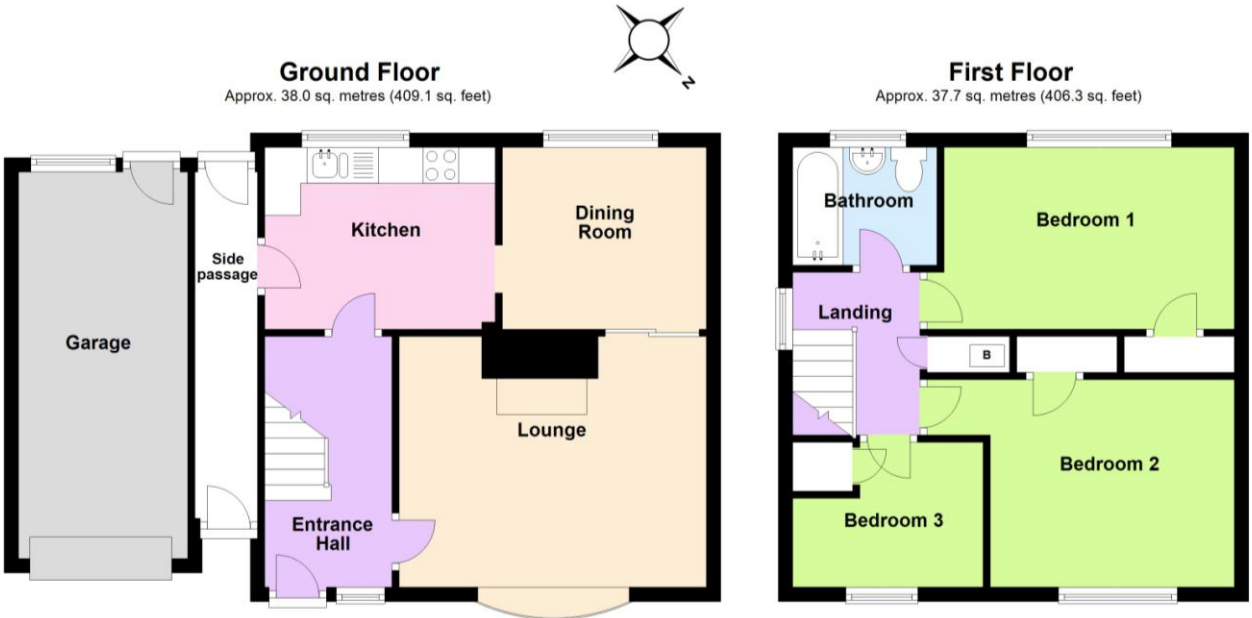 N
Ground Floor
Approx. 38.0 sq. metres (409.1 sq. feet)
Garage
Side
passage
Kitchen
Dining
Room
Lounge
Entrance
Hall
First Floor
Approx. 37.7 sq. metres (406.3 sq. feet)
Bathroom
Bedroom 1
Landing
B
Bedroom 2
Bedroom 3